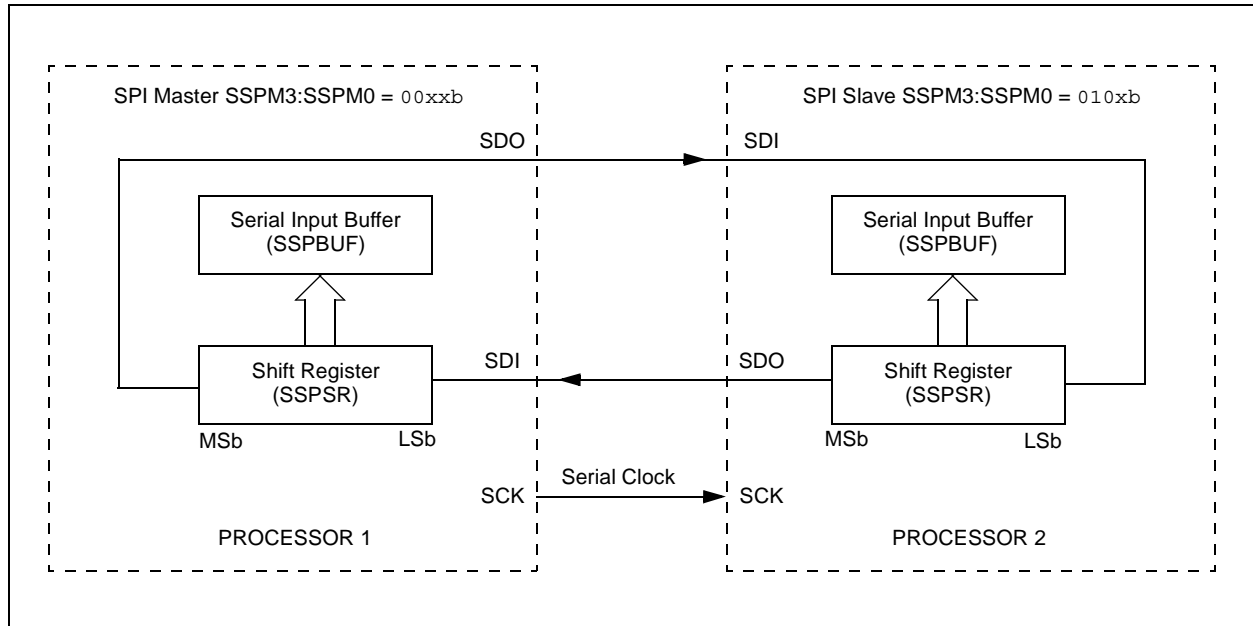 SPI Master SSPM3:SSPM0 = 00xxb
SPI Slave SSPM3:SSPM0 = 010xb
SDO
SDI
Serial Input Buffer
(SSPBUF)
Serial Input Buffer
(SSPBUF)
Shift Register
(SSPSR)
SDI
SDO
Shift Register
(SSPSR)
MSb
LSb
MSb
LSb
SCK
Serial Clock
SCK
PROCESSOR 1
PROCESSOR 2